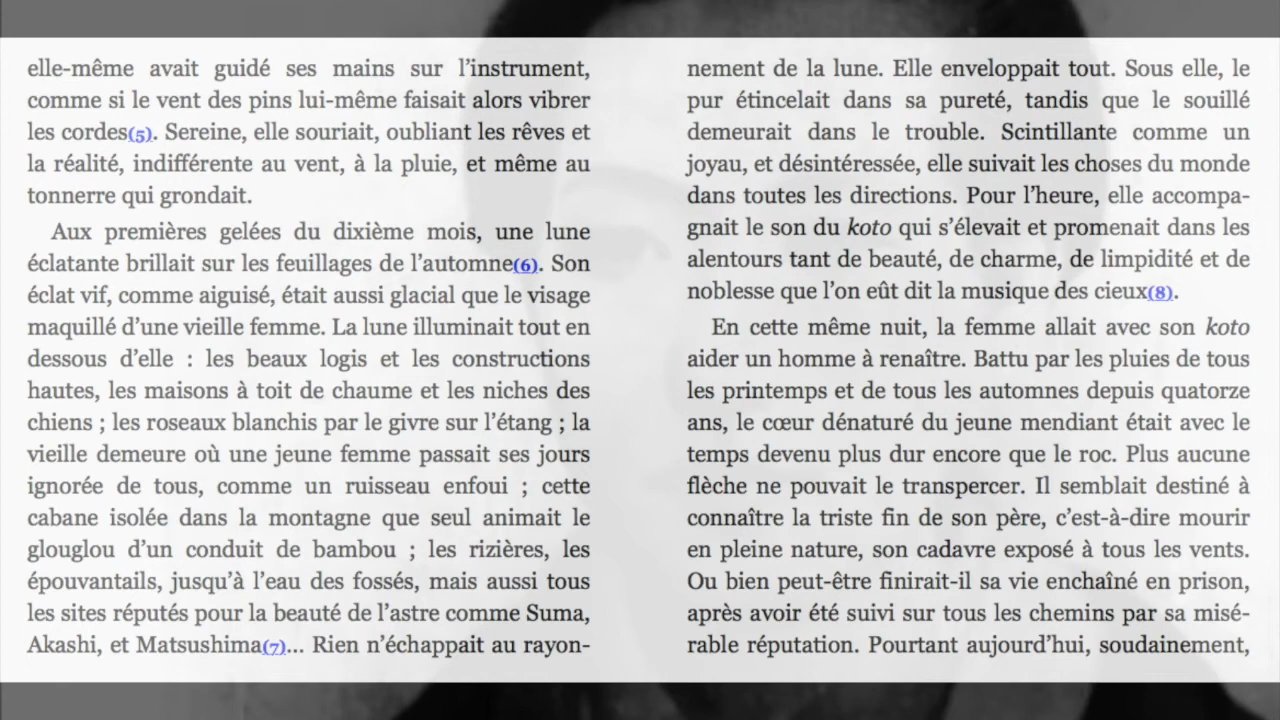 elle-même avait guidé ses mains sur l’instrument,
comme si le vent des pins lui-même faisait alors vibrer
les cordes(5). Sereine, elle souriait, oubliant les rêves et
la réalité, indifférente au vent, à la pluie, et même au
tonnerre qui grondait.
Aux premières gelées du dixième mois, une lune
éclatante brillait sur les feuillages de l’automne(6). Son
éclat vif, comme aiguisé, était aussi glacial que le visage
maquillé d’une vieille femme. La lune illuminait tout en
dessous d’elle : les beaux logis et les constructions
hautes, les maisons à toit de chaume et les niches des
chiens ; les roseaux blanchis par le givre sur l’étang ; la
vieille demeure où une jeune femme passait ses jours
ignorée de tous, comme un ruisseau enfoui ; cette
cabane isolée dans la montagne que seul animait le
glouglou d’un conduit de bambou ; les rizières, les
épouvantails, jusqu’à l’eau des fossés, mais aussi tous
les sites réputés pour la beauté de l’astre comme Suma,
Akashi, et Matsushima(7)... Rien n’échappait au rayon-
nement de la lune. Elle enveloppait tout. Sous elle, le
pur étincelait dans sa pureté, tandis que le souillé
demeurait dans le trouble. Scintillante comme un
joyau, et désintéressée, elle suivait les choses du monde
dans toutes les directions. Pour l’heure, elle accompa-
gnait le son du koto qui s’élevait et promenait dans les
alentours tant de beauté, de charme, de limpidité et de
noblesse que l’on eût dit la musique des cieux(8).
En cette même nuit, la femme allait avec son koto
aider un homme à renaître. Battu par les pluies de tous
les printemps et de tous les automnes depuis quatorze
ans, le cœur dénaturé du jeune mendiant était avec le
temps devenu plus dur encore que le roc. Plus aucune
flèche ne pouvait le transpercer. Il semblait destiné à
connaître la triste fin de son père, c’est-à-dire mourir
en pleine nature, son cadavre exposé à tous les vents.
Ou bien peut-être finirait-il sa vie enchaîné en prison,
après avoir été suivi sur tous les chemins par sa misé-
rable réputation. Pourtant aujourd’hui, soudainement,